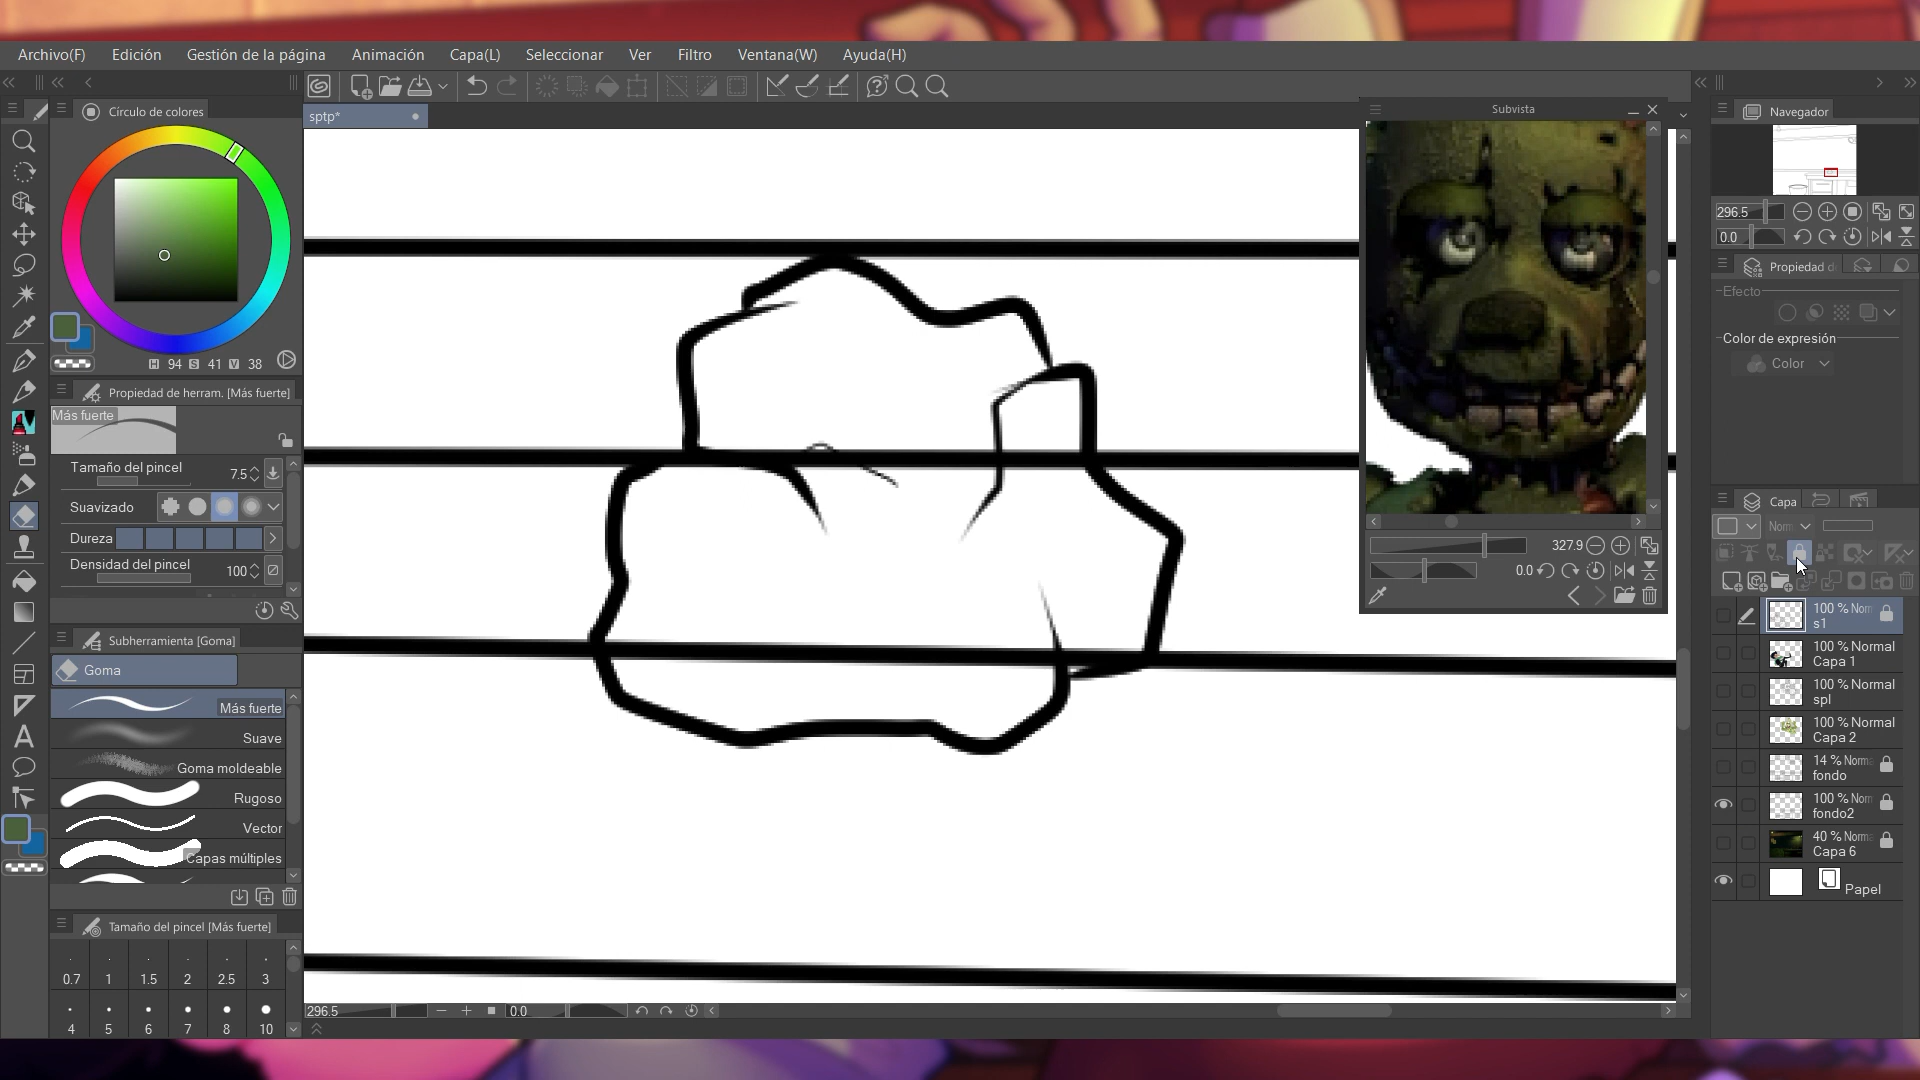 Archivo(F) Edición Gestión de la página Animación Capa(L) Seleccionar Ver Filtro Ventana(W) Ayuda(H)
Círculo de colores
H 94 S 41 V 38
Propiedad de herram. [Más fuerte]
Más fuerte
Tamaño del pincel 7.5
Suavizado
Dureza
Densidad del pincel 100
Subherramienta [Goma]
Goma
Más fuerte
Suave
Goma moldeable
Rugoso
Vector
Capas múltiples
Tamaño del pincel [Más fuerte]
0.7 1 1.5 2 2.5 3
4 5 6 7 8 10
sptp*
296.5 0.0
Subvista
327.9
0.0
Navegador
296.5
0.0
Propiedad d
Efecto
Color de expresión
Color
Capa
Norm
100 % Norm
s1
100 % Normal
Capa 1
100 % Normal
spl
100 % Normal
Capa 2
14 % Norma
fondo
100 % Norm
fondo2
40 % Norma
Capa 6
Papel